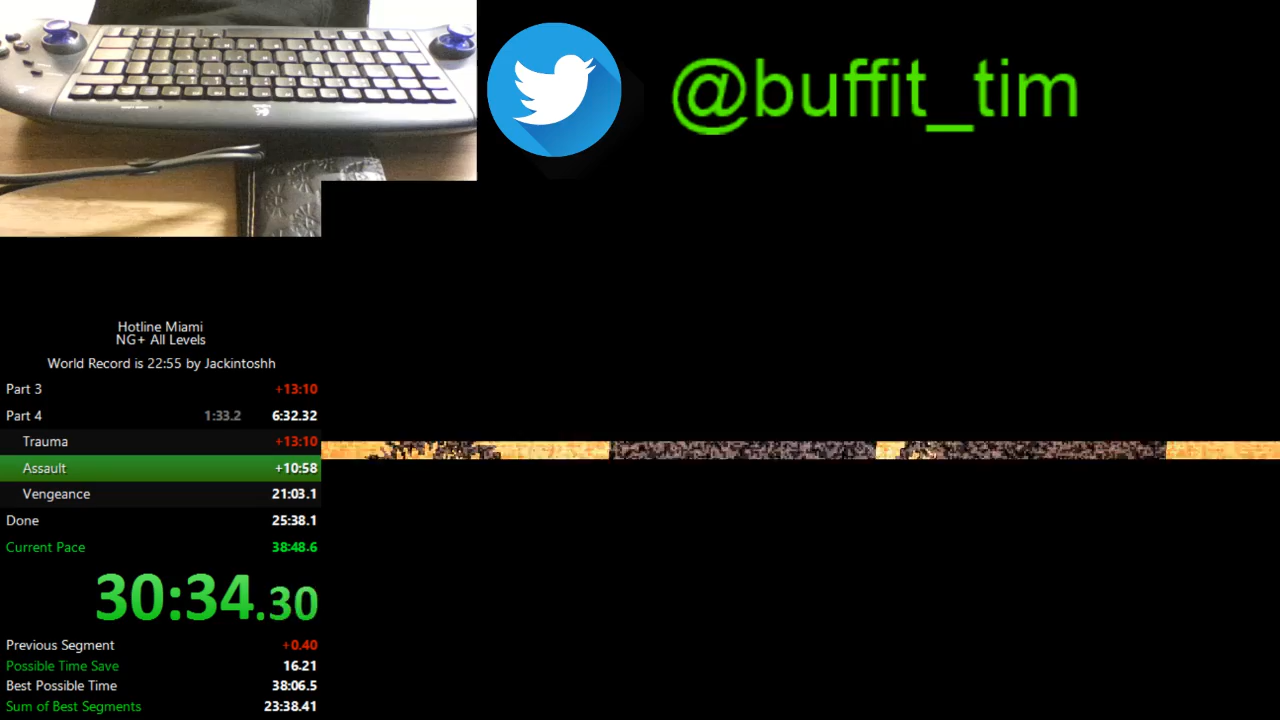 @buffit_tim
Hotline Miami
NG+ All Levels
World Record is 22:55 by Jackintoshh
Part 3 +13:10
Part 4 1:33.2 6:32.32
Trauma +13:10
Assault +10:58
Vengeance 21:03.1
Done 25:38.1
Current Pace 38:48.6
30:34.30
Previous Segment +0.40
Possible Time Save 16.21
Best Possible Time 38:06.5
Sum of Best Segments 23:38.41